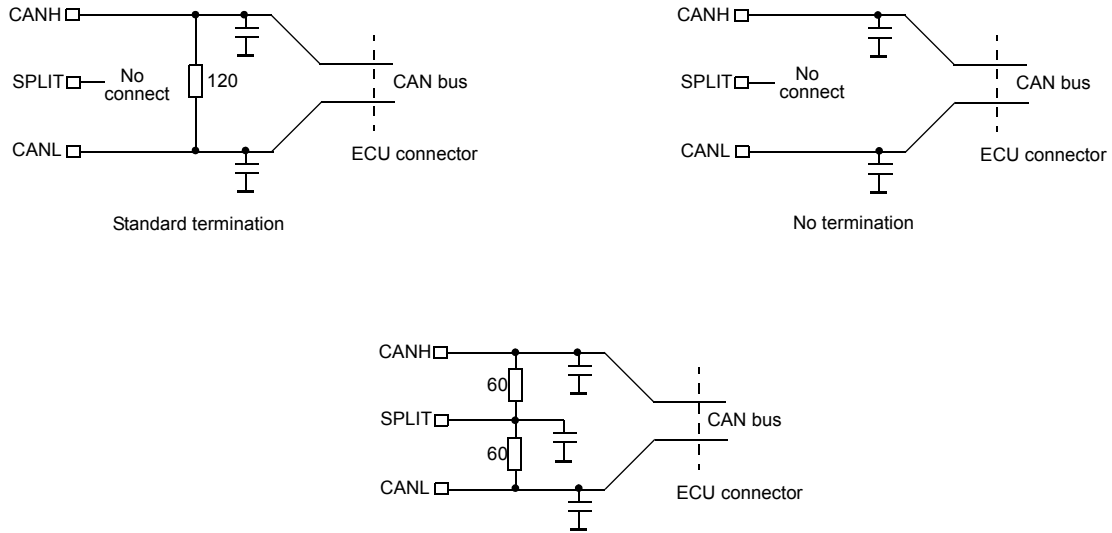 CANH
SPLIT
No
connect
120
CANL
CAN bus
ECU connector
Standard termination
CANH
SPLIT
No
connect
CANL
CAN bus
ECU connector
No termination
CANH
60
SPLIT
60
CANL
CAN bus
ECU connector